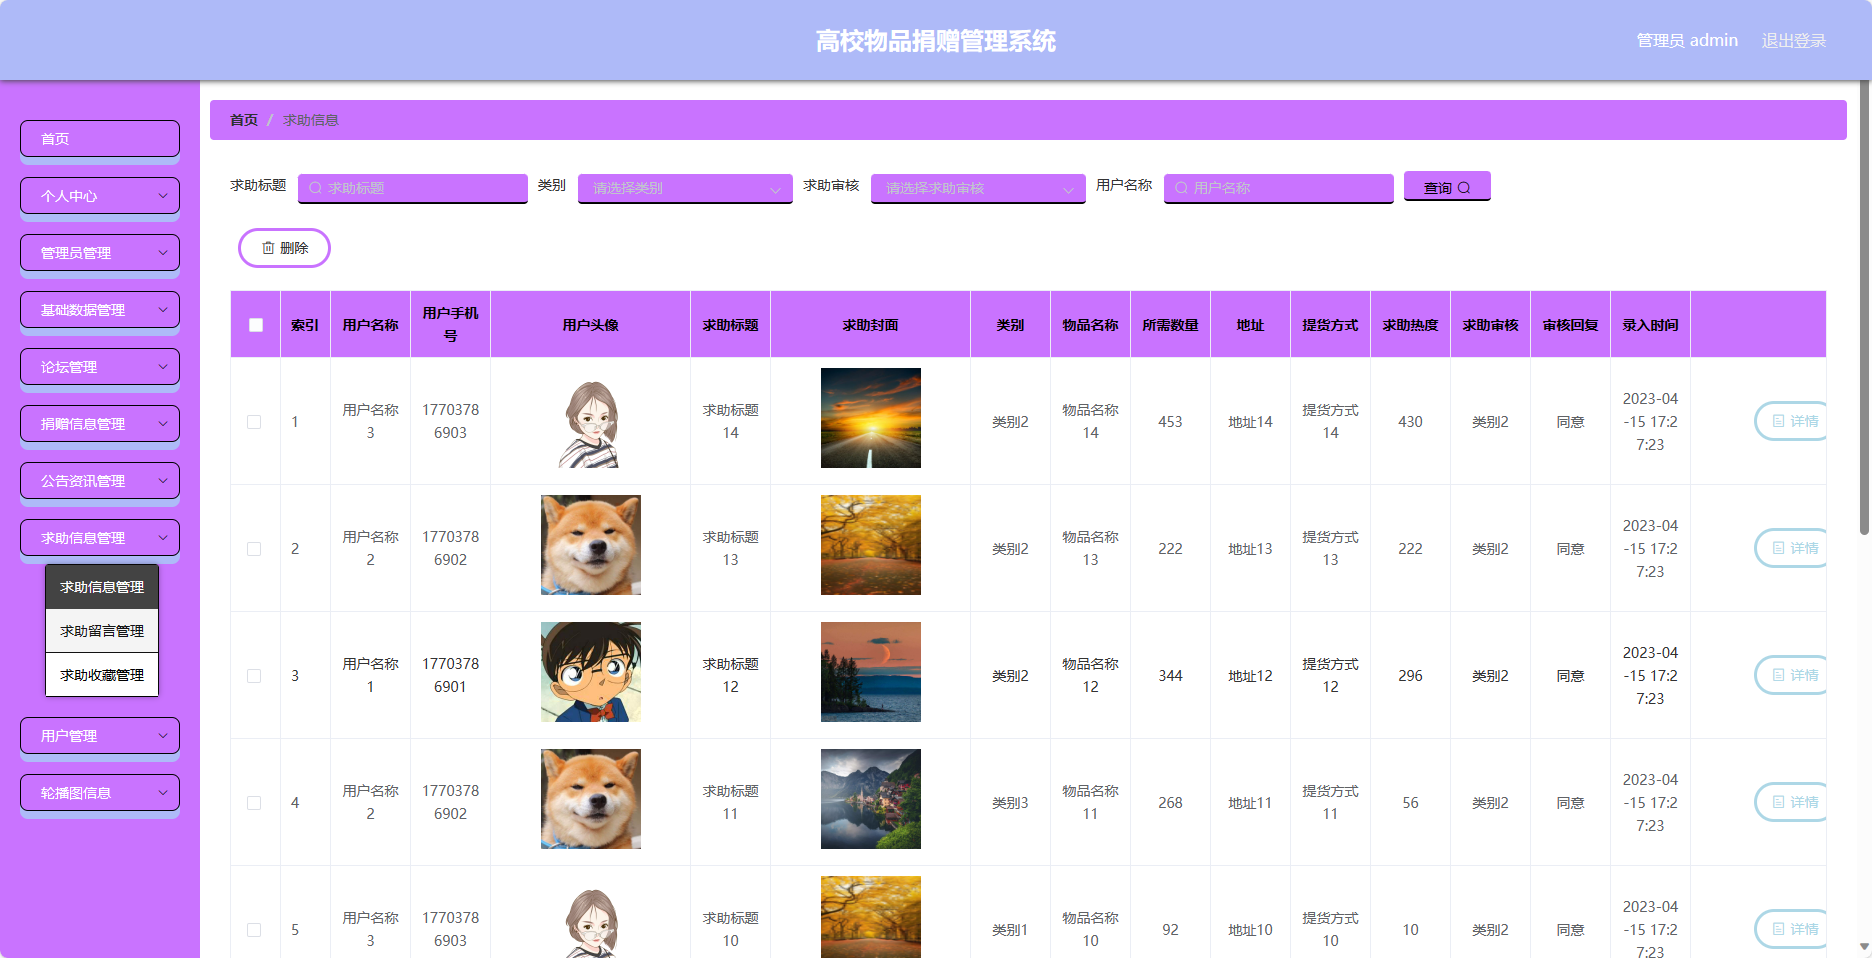 高校物品捐赠管理系统
管理员 admin 退出登录
首页
个人中心
管理员管理
基础数据管理
论坛管理
捐赠信息管理
公告资讯管理
求助信息管理
求助信息管理
求助留言管理
求助收藏管理
用户管理
轮播图信息
首页 / 求助信息
求助标题 求助标题 类别 请选择类别 求助审核 请选择求助审核 用户名称 用户名称 查询
删除
索引 用户名称 用户手机号 用户头像 求助标题 求助封面 类别 物品名称 所需数量 地址 提货方式 求助热度 求助审核 审核回复 录入时间
1 用户名称3 17703786903 求助标题14 类别2 物品名称14 453 地址14 提货方式14 430 类别2 同意 2023-04-15 17:27:23 详情
2 用户名称2 17703786902 求助标题13 类别2 物品名称13 222 地址13 提货方式13 222 类别2 同意 2023-04-15 17:27:23 详情
3 用户名称1 17703786901 求助标题12 类别2 物品名称12 344 地址12 提货方式12 296 类别2 同意 2023-04-15 17:27:23 详情
4 用户名称2 17703786902 求助标题11 类别3 物品名称11 268 地址11 提货方式11 56 类别2 同意 2023-04-15 17:27:23 详情
5 用户名称3 17703786903 求助标题10 类别1 物品名称10 92 地址10 提货方式10 10 类别2 同意 2023-04-15 17:27:23 详情